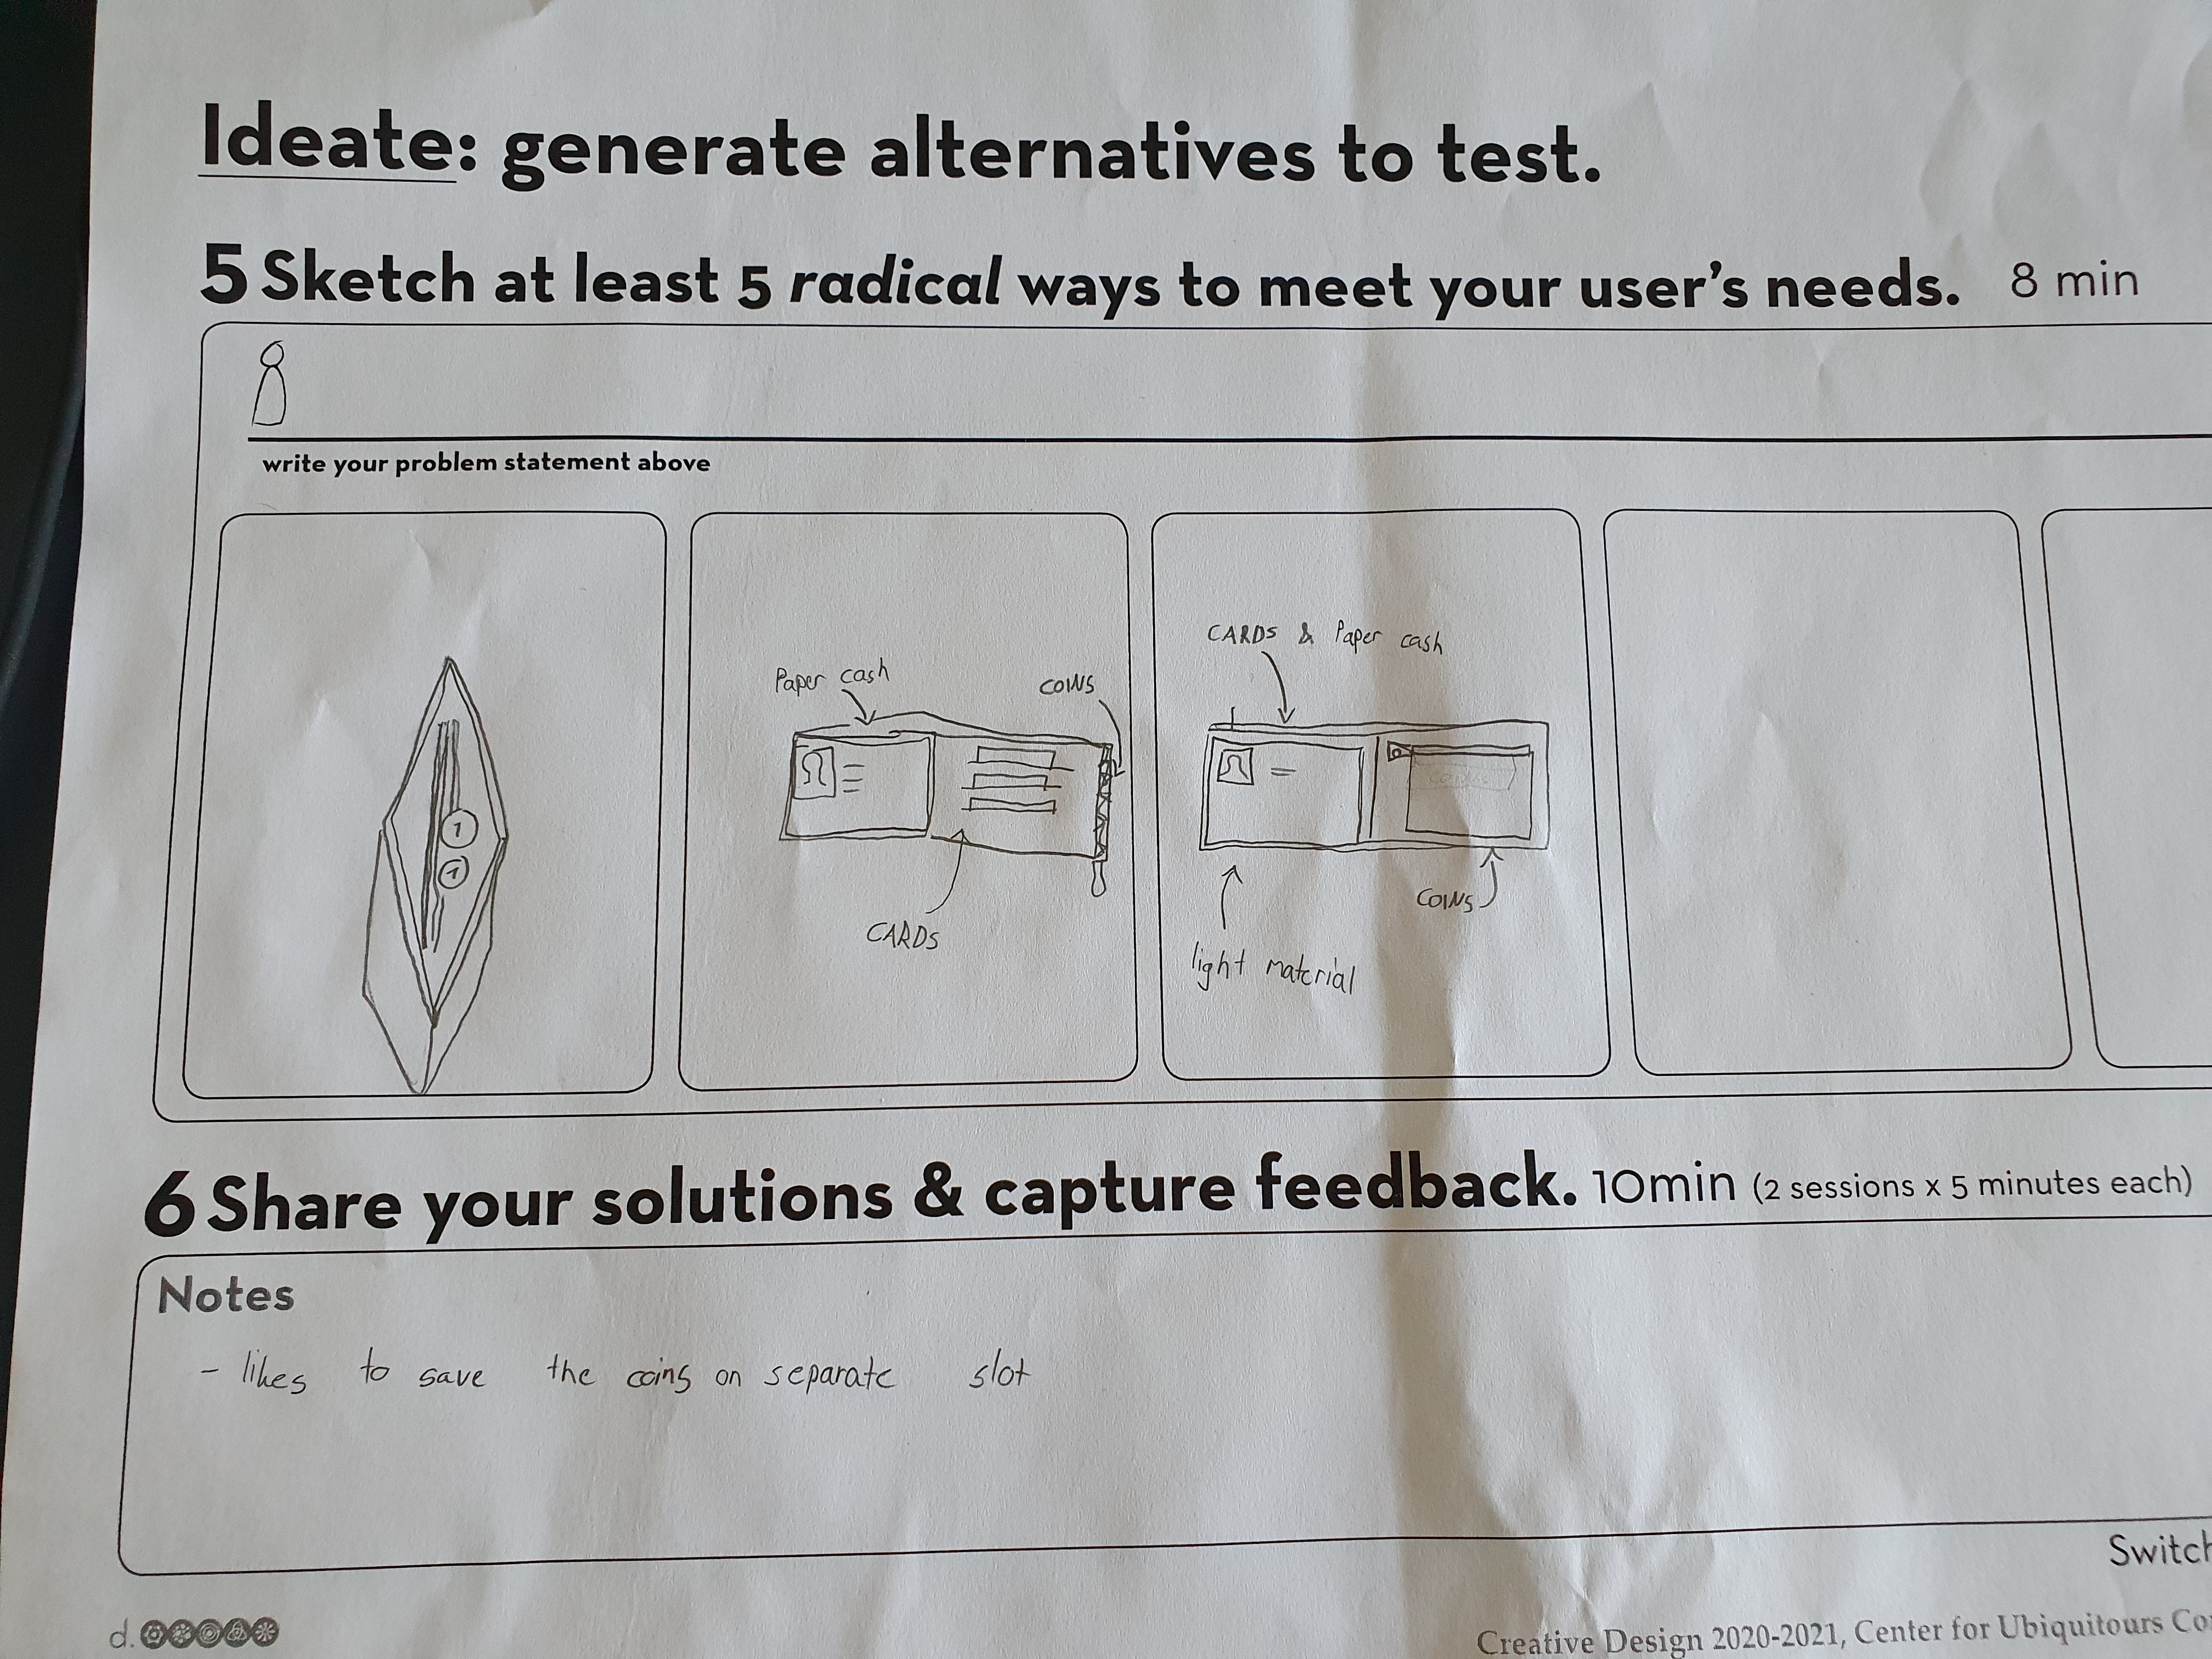 Ideate: generate alternatives to test.
5 Sketch at least 5 radical ways to meet your user's needs. 8 min
write your problem statement above
1
1
Paper cash
COINS
CARDS
CARDS & Paper cash
COINS
light material
6 Share your solutions & capture feedback. 10min (2 sessions x 5 minutes each)
Notes
- likes to save the coins on separate slot
Switch
d.
Creative Design 2020-2021, Center for Ubiquitours Co